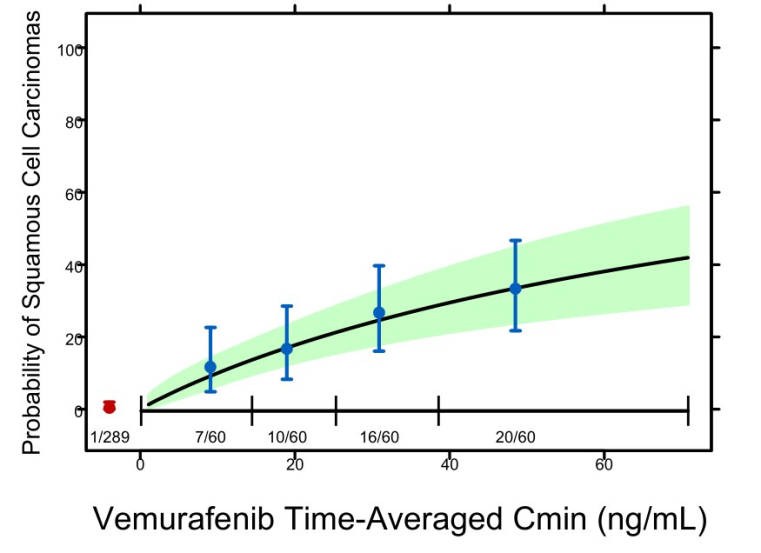 Probability of Squamous Cell Carcinomas
100
80
60
40
20
0
1/289 7/60 10/60 16/60 20/60
0 20 40 60
Vemurafenib Time-Averaged Cmin (ng/mL)